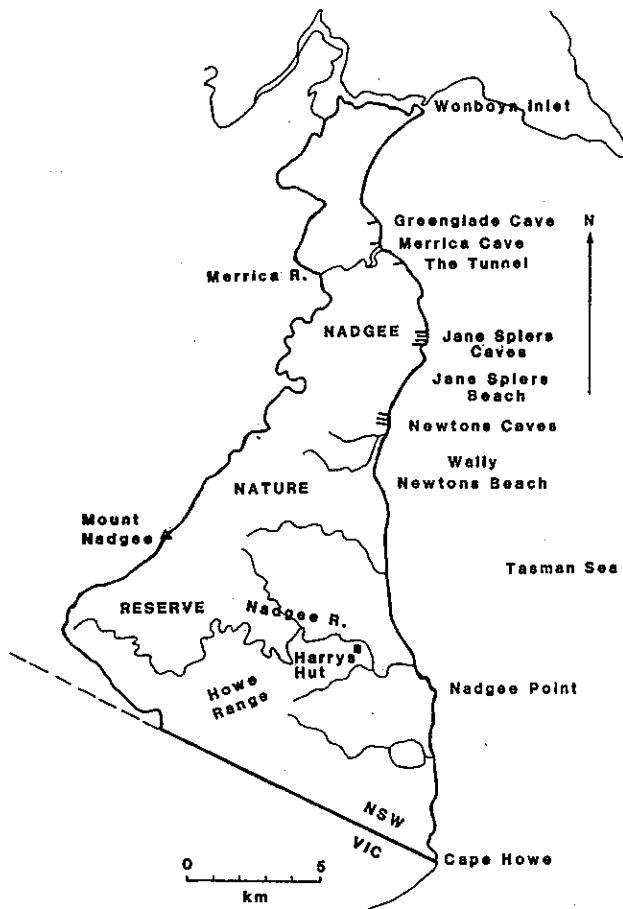 Wonboyn Inlet
Greenglade Cave
N
Merrica Cave
The Tunnel
Merrica R.
NADGEE
Jane Spiers
Caves
Jane Spiers
Beach
Newtons Caves
Wally
Newtons Beach
NATURE
Mount
Nadgee
Tasman Sea
RESERVE
Nadgee R.
Harrys
Hut
Howe
Range
Nadgee Point
NSW
VIC
Cape Howe
0 5
km